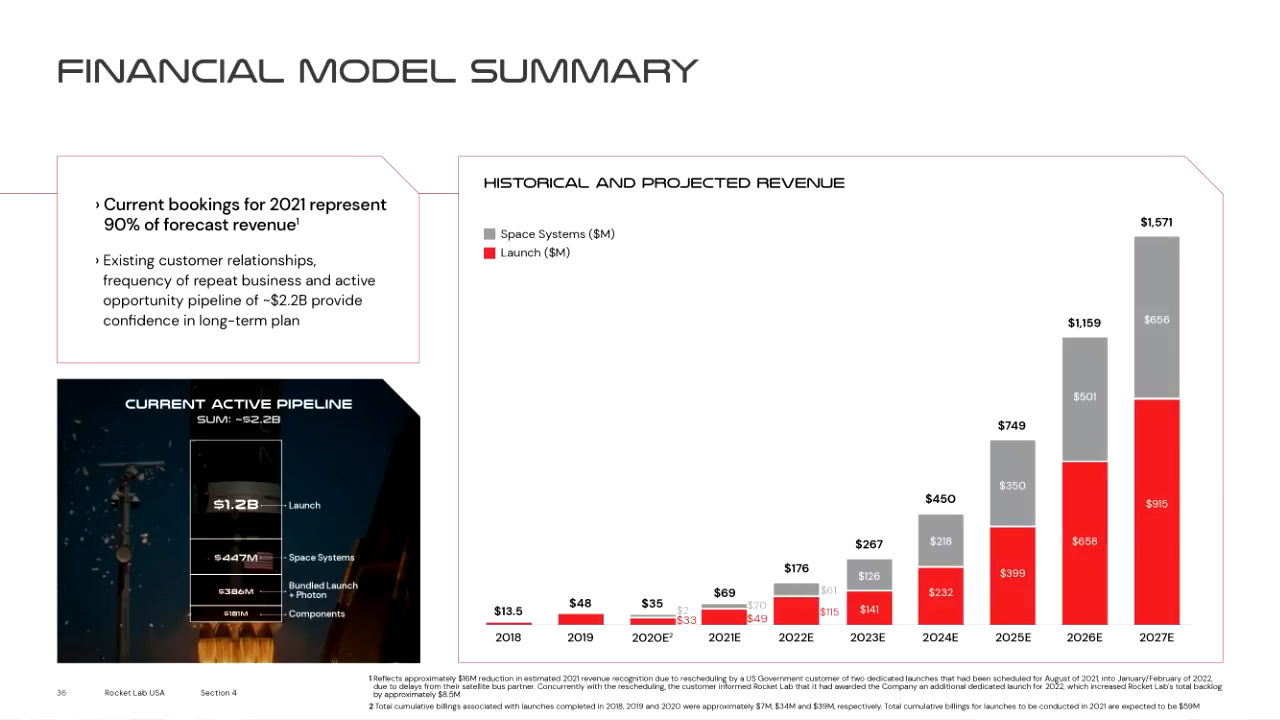 FINANCIAL MODEL SUMMARY
› Current bookings for 2021 represent
90% of forecast revenue¹
› Existing customer relationships,
frequency of repeat business and active
opportunity pipeline of ~$2.2B provide
confidence in long-term plan
CURRENT ACTIVE PIPELINE
SUM: ~$2.2B
$1.2B Launch
$447M Space Systems
$386M Bundled Launch
+ Photon
$181M Components
HISTORICAL AND PROJECTED REVENUE
Space Systems ($M)
Launch ($M)
$13.5
$48
$35
$2
$33
$69
$20
$49
$176
$61
$115
$267
$126
$141
$450
$218
$232
$749
$350
$399
$1,159
$501
$658
$1,571
$656
$915
2018 2019 2020E² 2021E 2022E 2023E 2024E 2025E 2026E 2027E
36 Rocket Lab USA Section 4
1 Reflects approximately $16M reduction in estimated 2021 revenue recognition due to rescheduling by a US Government customer of two dedicated launches that had been scheduled for August of 2021, into January/February of 2022,
due to delays from their satellite bus partner. Concurrently with the rescheduling, the customer informed Rocket Lab that it had awarded the Company an additional dedicated launch for 2022, which increased Rocket Lab's total backlog
by approximately $8.5M
2 Total cumulative billings associated with launches completed in 2018, 2019 and 2020 were approximately $7M, $34M and $39M, respectively. Total cumulative billings for launches to be conducted in 2021 are expected to be $59M